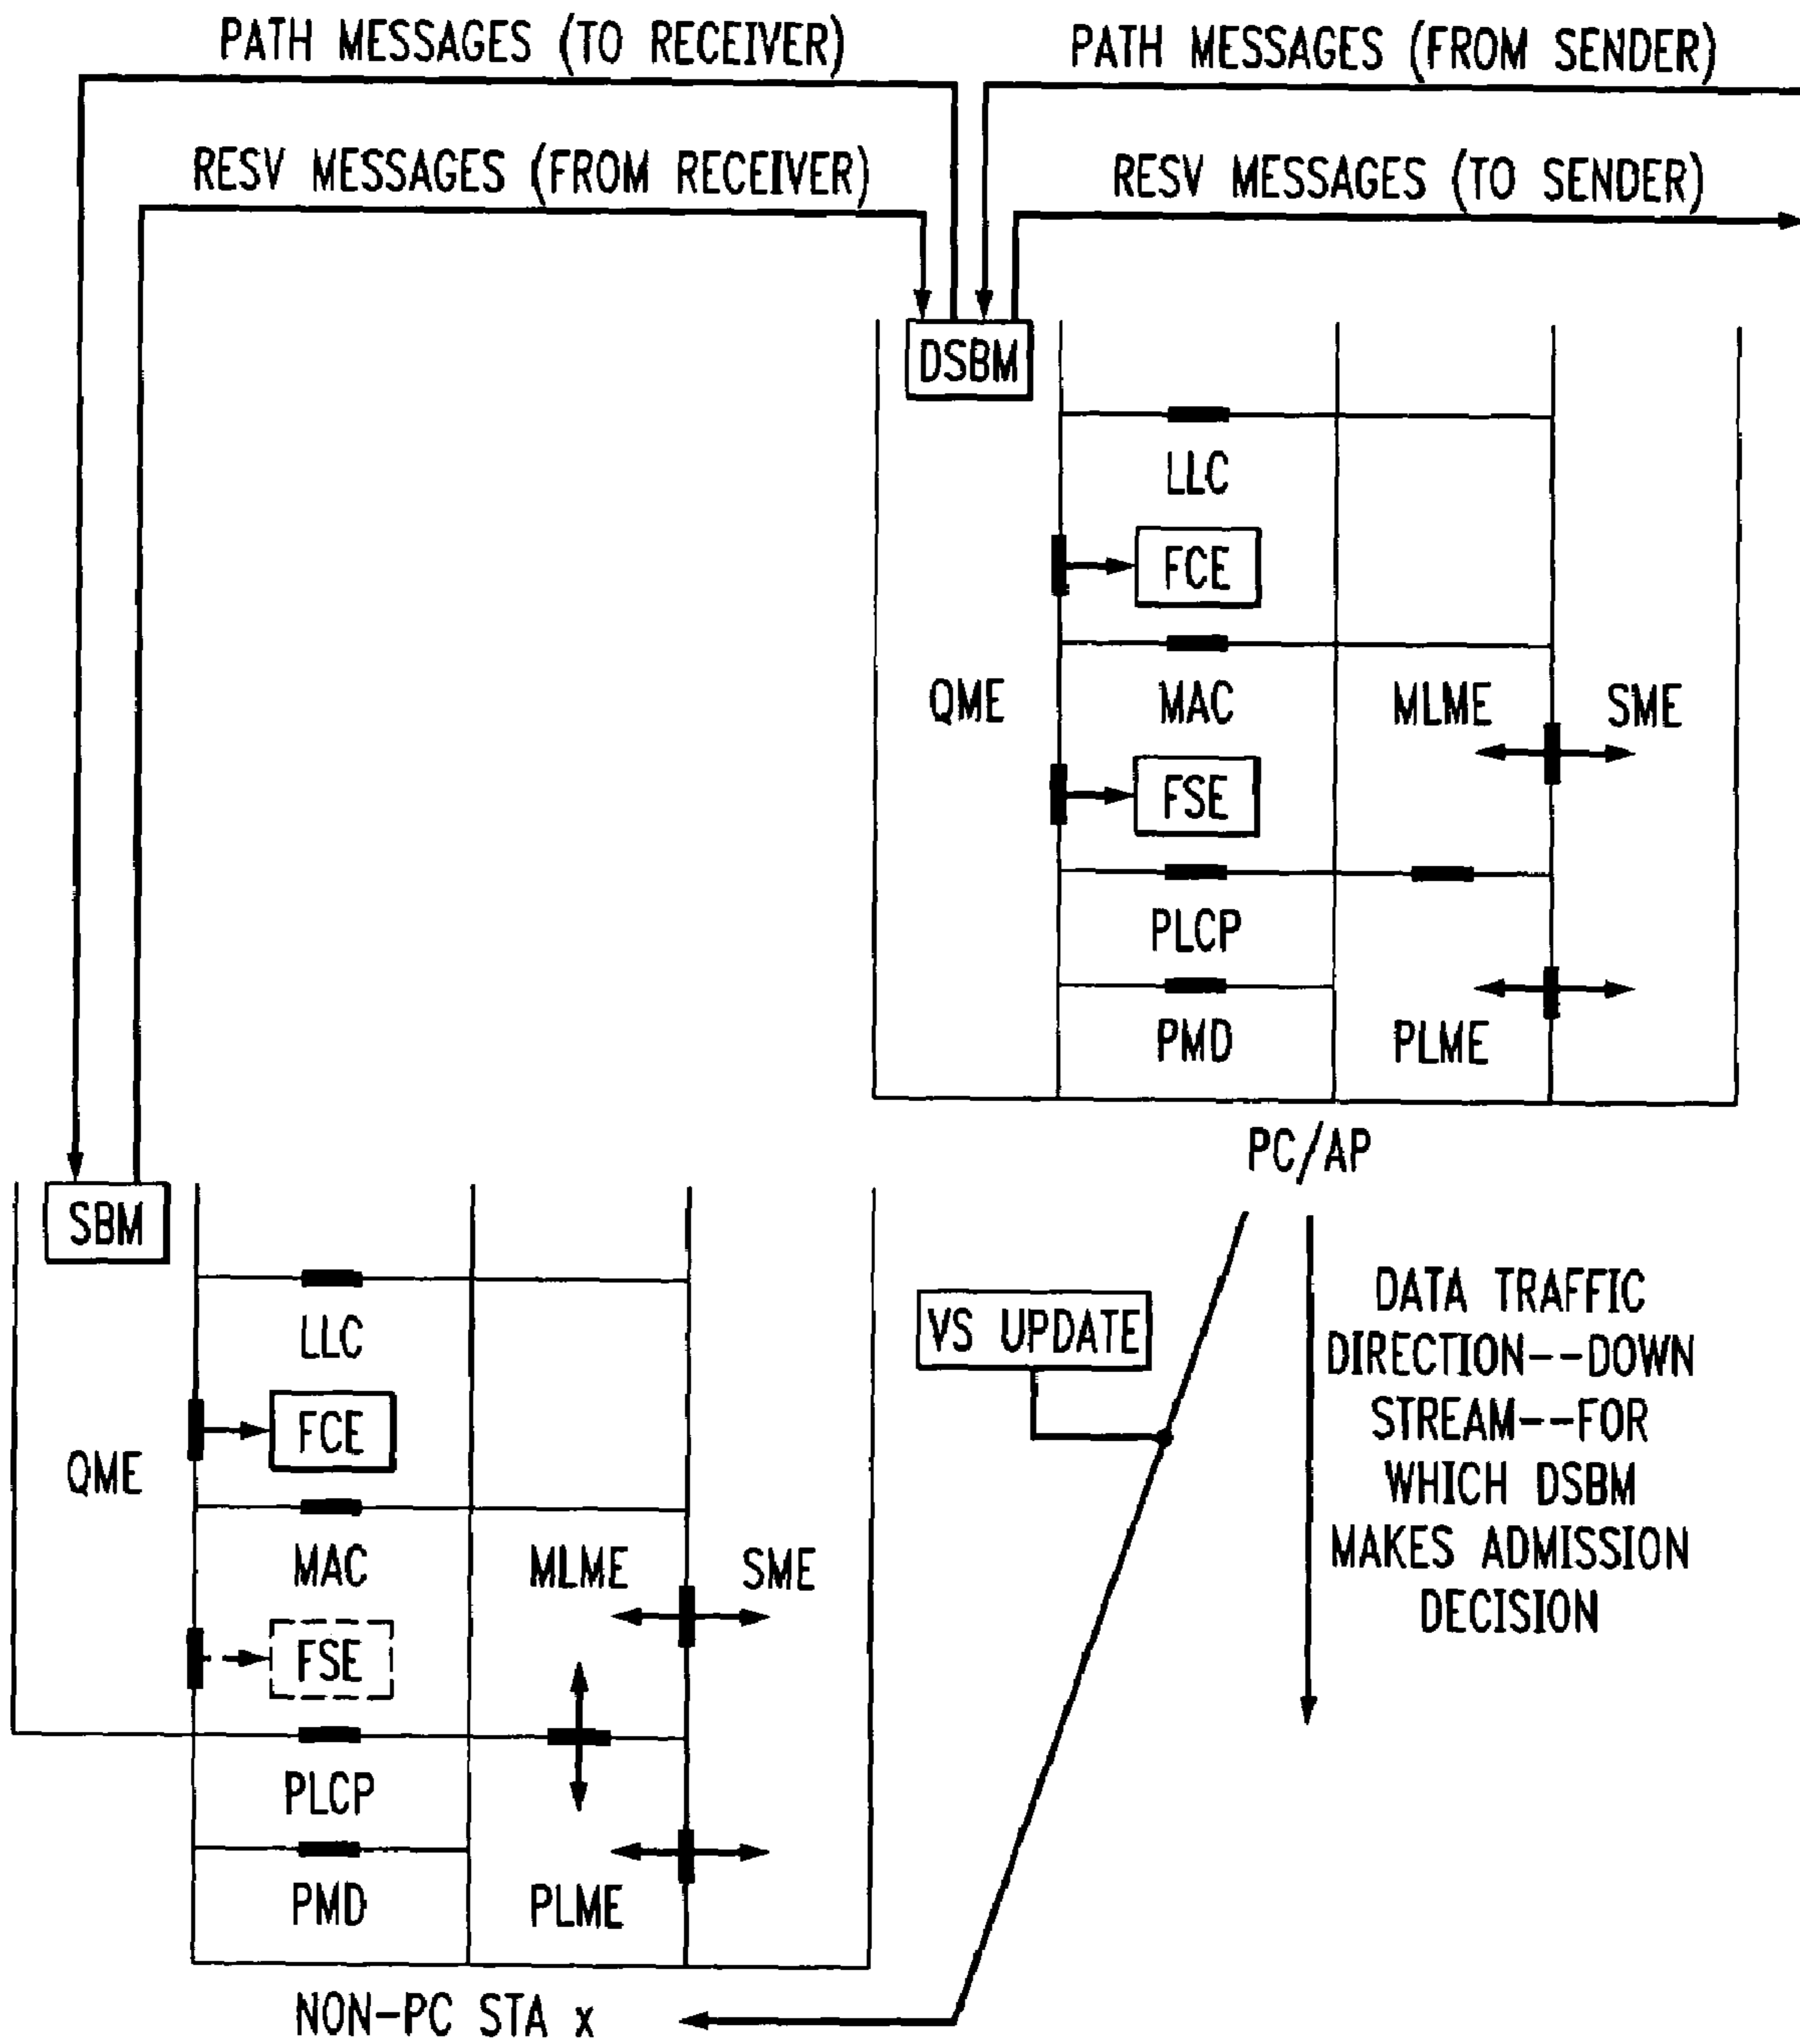 PATH MESSAGES (TO RECEIVER)
PATH MESSAGES (FROM SENDER)
RESV MESSAGES (FROM RECEIVER)
RESV MESSAGES (TO SENDER)
DSBM
LLC
FCE
QME
MAC
MLME
SME
FSE
PLCP
PMD
PLME
PC/AP
SBM
LLC
FCE
QME
MAC
MLME
SME
FSE
PLCP
PMD
PLME
NON-PC STA x
VS UPDATE
DATA TRAFFIC
DIRECTION--DOWN
STREAM--FOR
WHICH DSBM
MAKES ADMISSION
DECISION